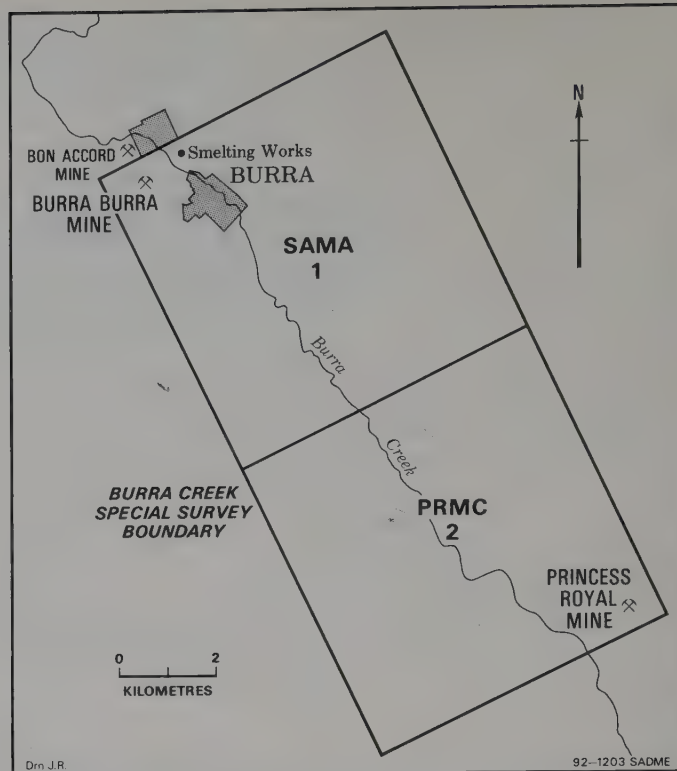 N
BON ACCORD
MINE
Smelting Works
BURRA
BURRA BURRA
MINE
SAMA
1
Burra
Creek
BURRA CREEK
SPECIAL SURVEY
BOUNDARY
PRMC
2
PRINCESS
ROYAL
MINE
0 2
KILOMETRES
Drn J.R.
92–1203 SADME